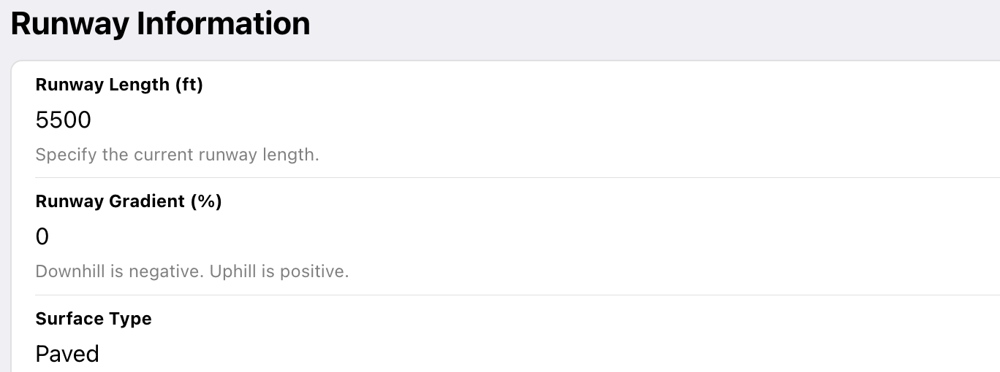 Runway Information
Runway Length (ft)
5500
Specify the current runway length.
Runway Gradient (%)
0
Downhill is negative. Uphill is positive.
Surface Type
Paved